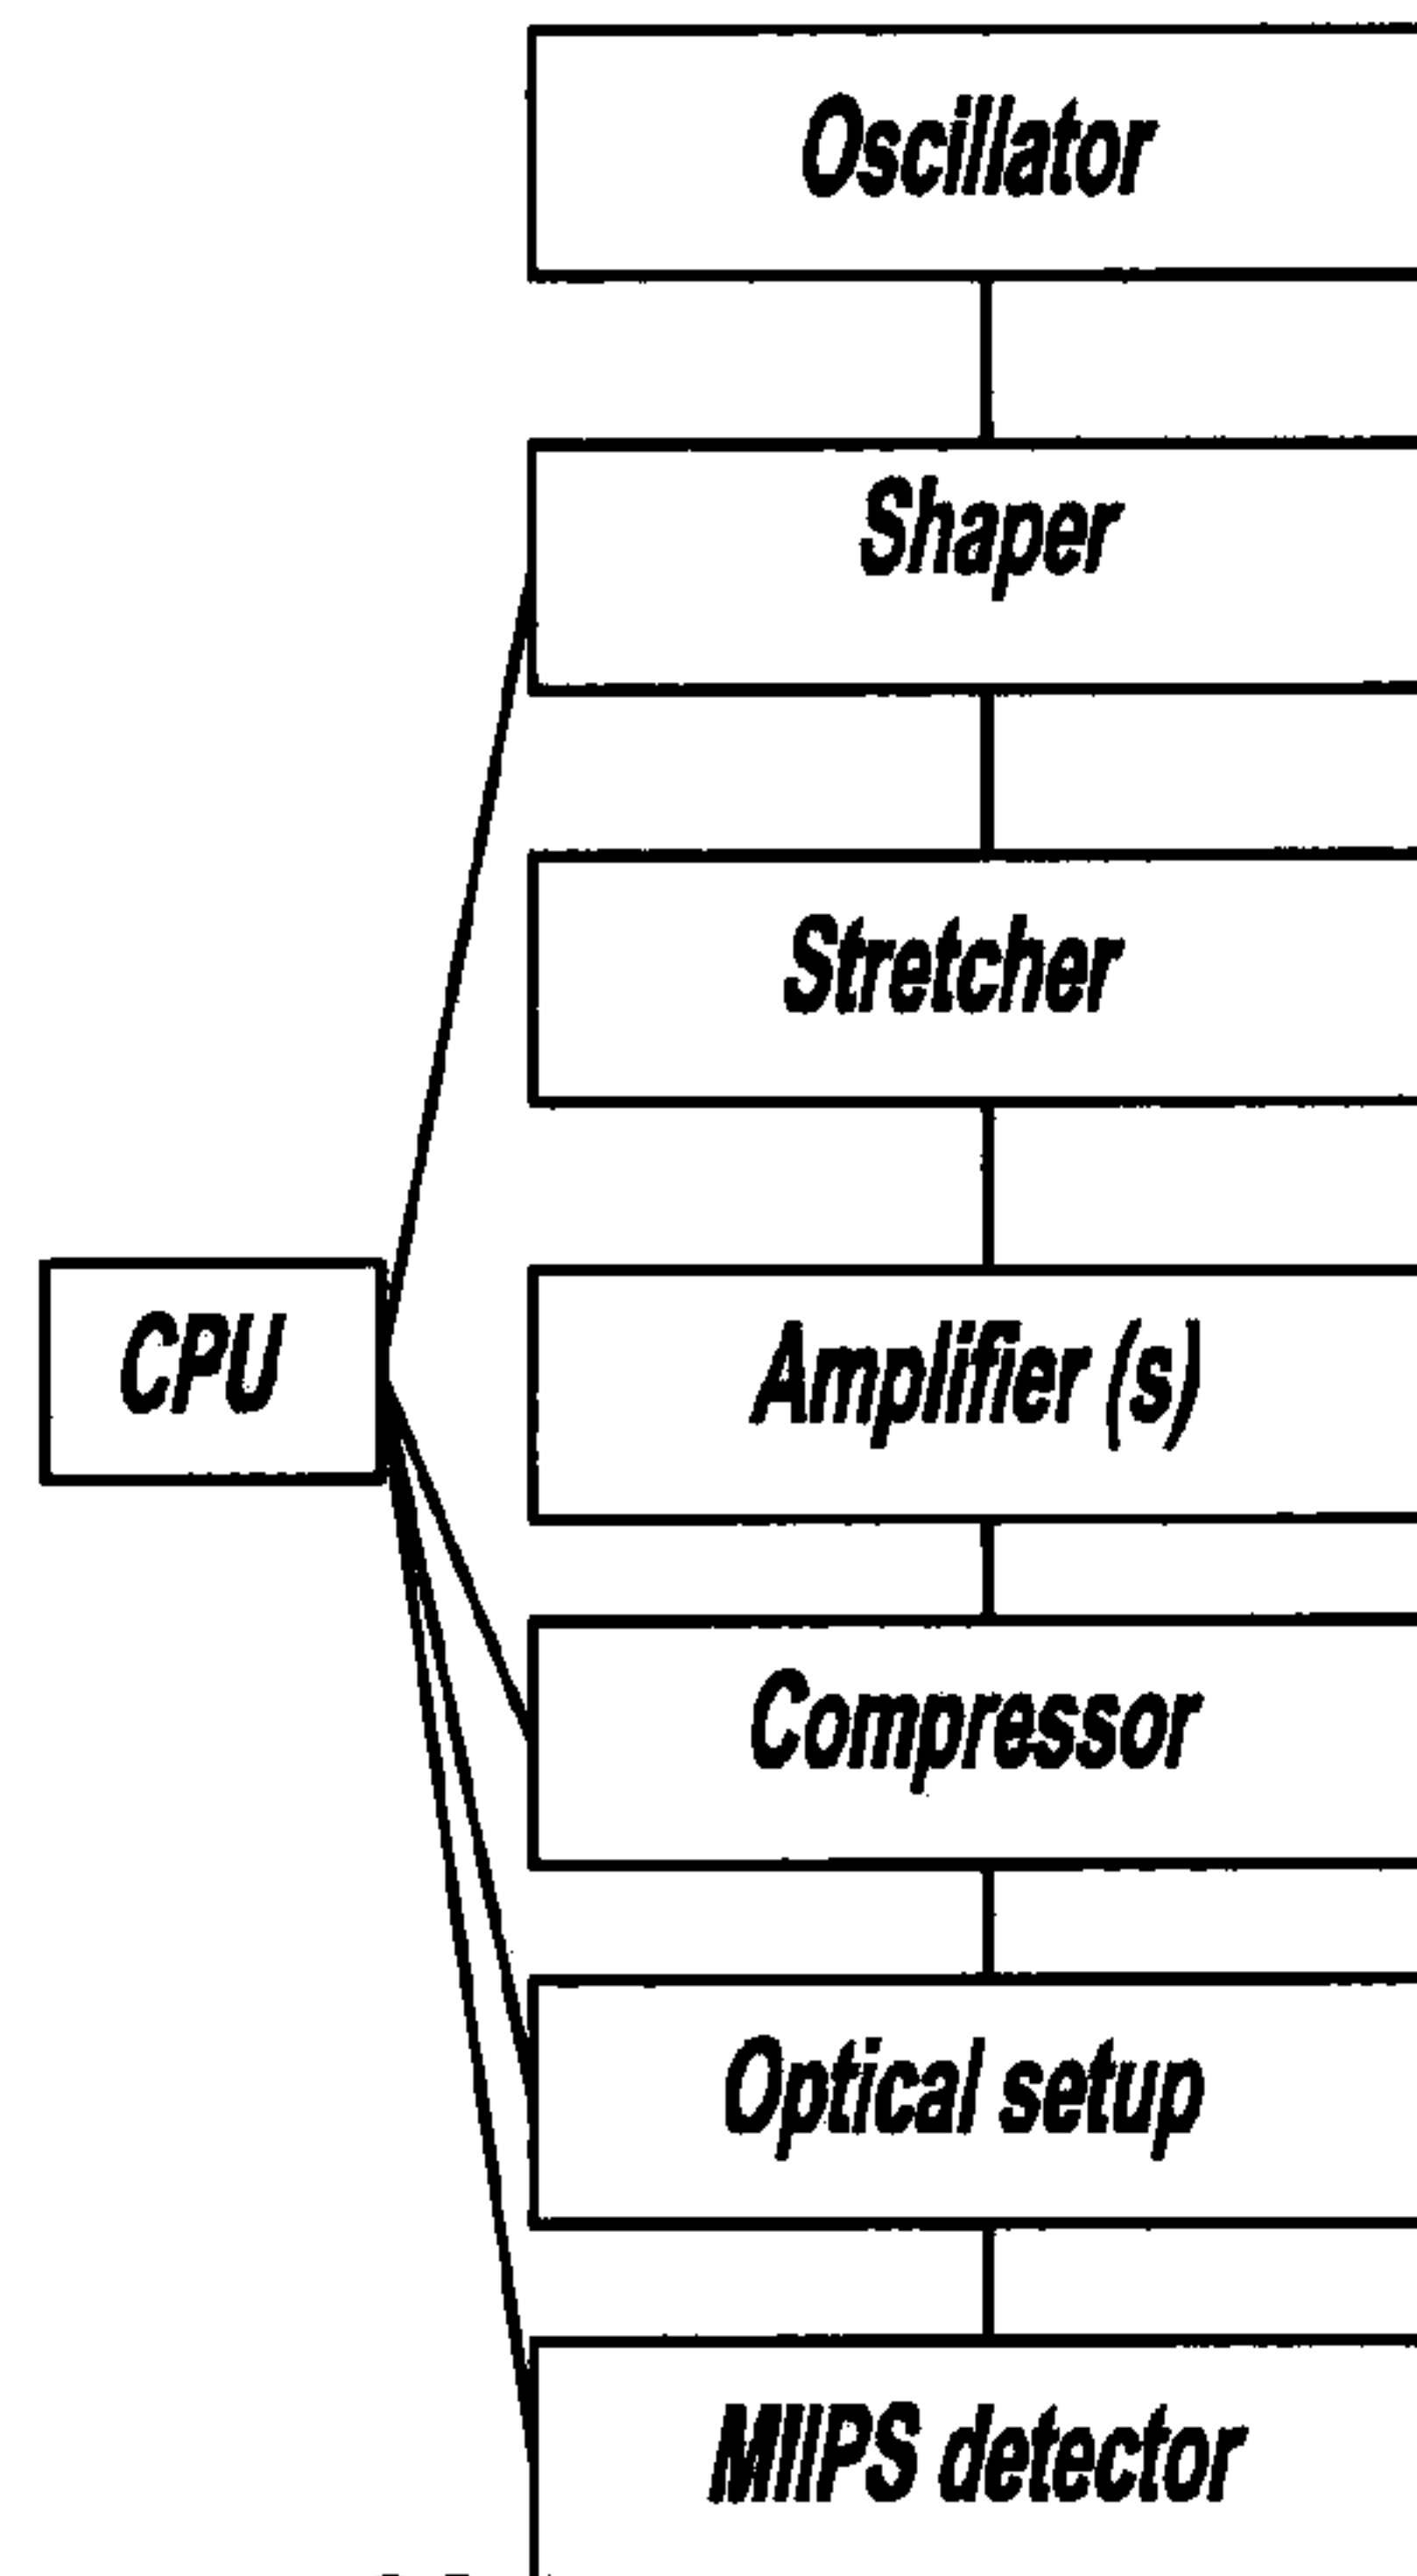 Oscillator
Shaper
Stretcher
CPU
Amplifier (s)
Compressor
Optical setup
MIIPS detector